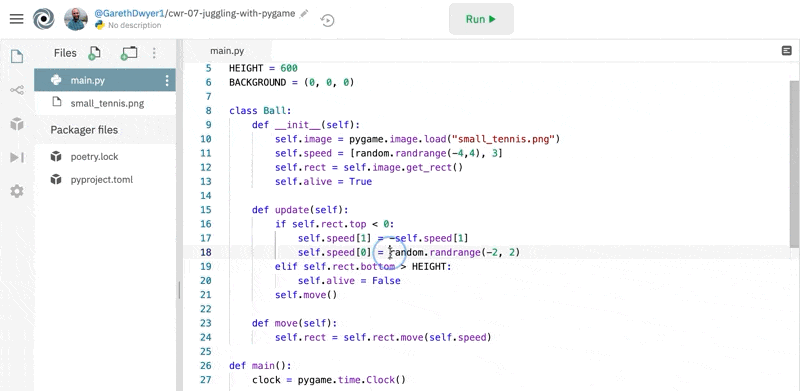 @GarethDwyer1/cwr-07-juggling-with-pygame
No description
Run
Files
main.py
small_tennis.png
Packager files
poetry.lock
pyproject.toml
main.py
5 HEIGHT = 600
6 BACKGROUND = (0, 0, 0)
7
8 class Ball:
9 def __init__(self):
10 self.image = pygame.image.load("small_tennis.png")
11 self.speed = [random.randrange(-4,4), 3]
12 self.rect = self.image.get_rect()
13 self.alive = True
14
15 def update(self):
16 if self.rect.top < 0:
17 self.speed[1] = -self.speed[1]
18 self.speed[0] = random.randrange(-2, 2)
19 elif self.rect.bottom > HEIGHT:
20 self.alive = False
21 self.move()
22
23 def move(self):
24 self.rect = self.rect.move(self.speed)
25
26 def main():
27 clock = pygame.time.Clock()